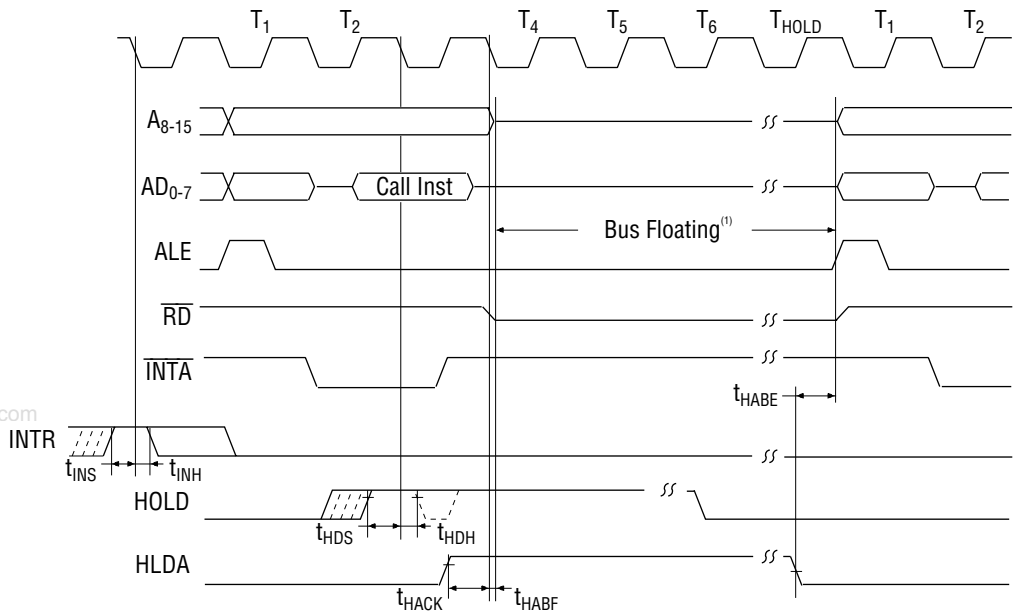 T1 T2 T4 T5 T6 THOLD T1 T2
A8-15
AD0-7 Call Inst
Bus Floating(1)
ALE
RD
INTA
tHABE
com
INTR
tINS tINH
HOLD
tHDS tHDH
HLDA
tHACK tHABF